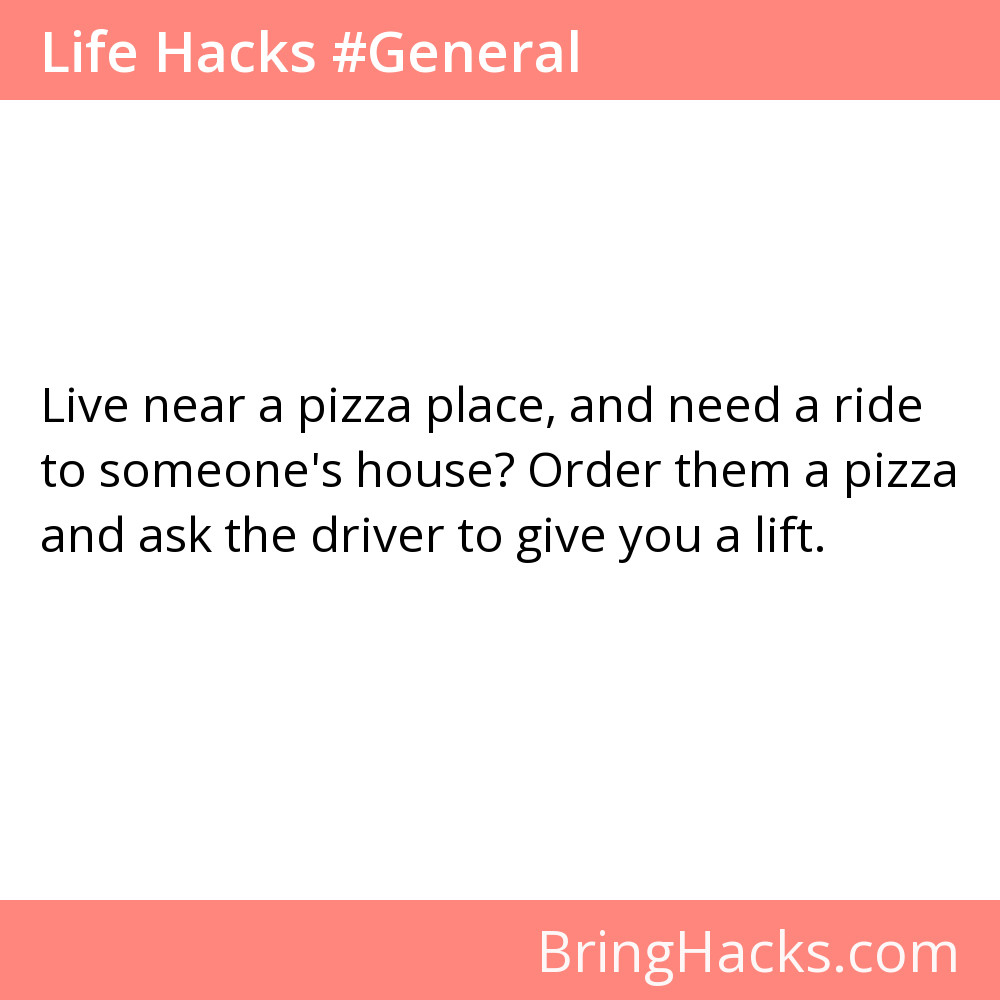 Life Hacks #General
Live near a pizza place, and need a ride
to someone's house? Order them a pizza
and ask the driver to give you a lift.
BringHacks.com